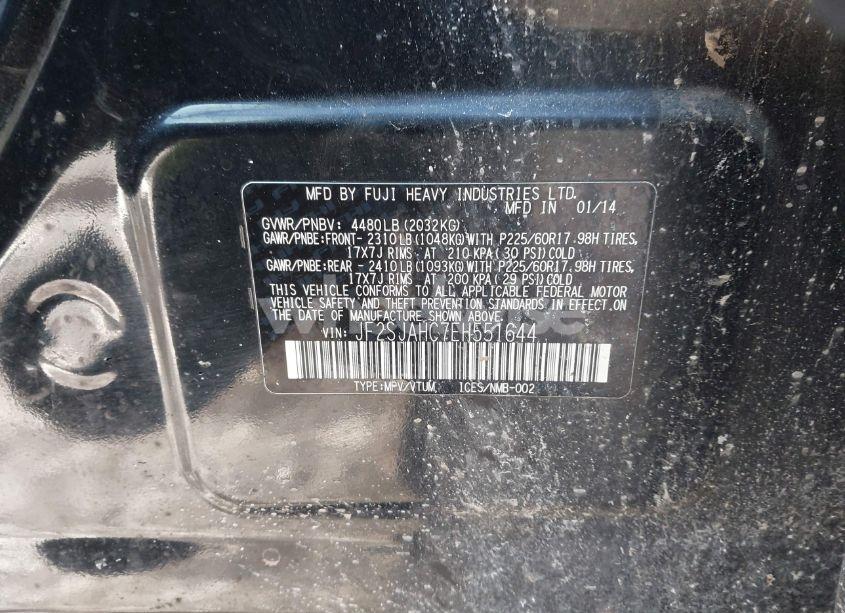 MFD BY FUJI HEAVY INDUSTRIES LTD.
MFD IN 01/14
GVWR/PNBV: 4480LB (2032KG)
GAWR/PNBE:FRONT- 2310LB (1048KG) WITH P225/60R17 98H TIRES,
17X7J RIMS AT 210 KPA (30 PSI) COLD
GAWR/PNBE:REAR - 2410LB (1093KG) WITH P225/60R17 98H TIRES,
17X7J RIMS AT 200 KPA (29 PSI) COLD
THIS VEHICLE CONFORMS TO ALL APPLICABLE FEDERAL MOTOR
VEHICLE SAFETY AND THEFT PREVENTION STANDARDS IN EFFECT ON
THE DATE OF MANUFACTURE SHOWN ABOVE.
VIN: JF2SJAHC7EH551644
TYPE:MPV/VTUM ICES/NMB-002